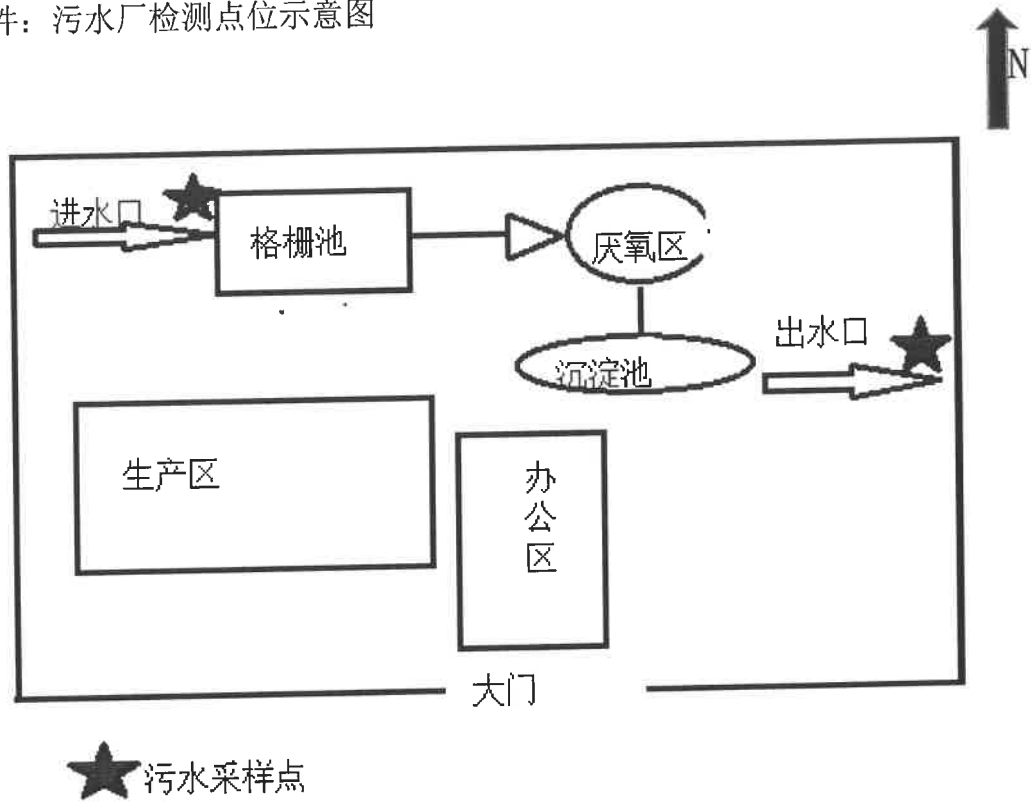 件：污水厂检测点位示意图
N
进水口
格栅池
厌氧区
出水口
沉淀池
生产区
办公区
大门
污水采样点